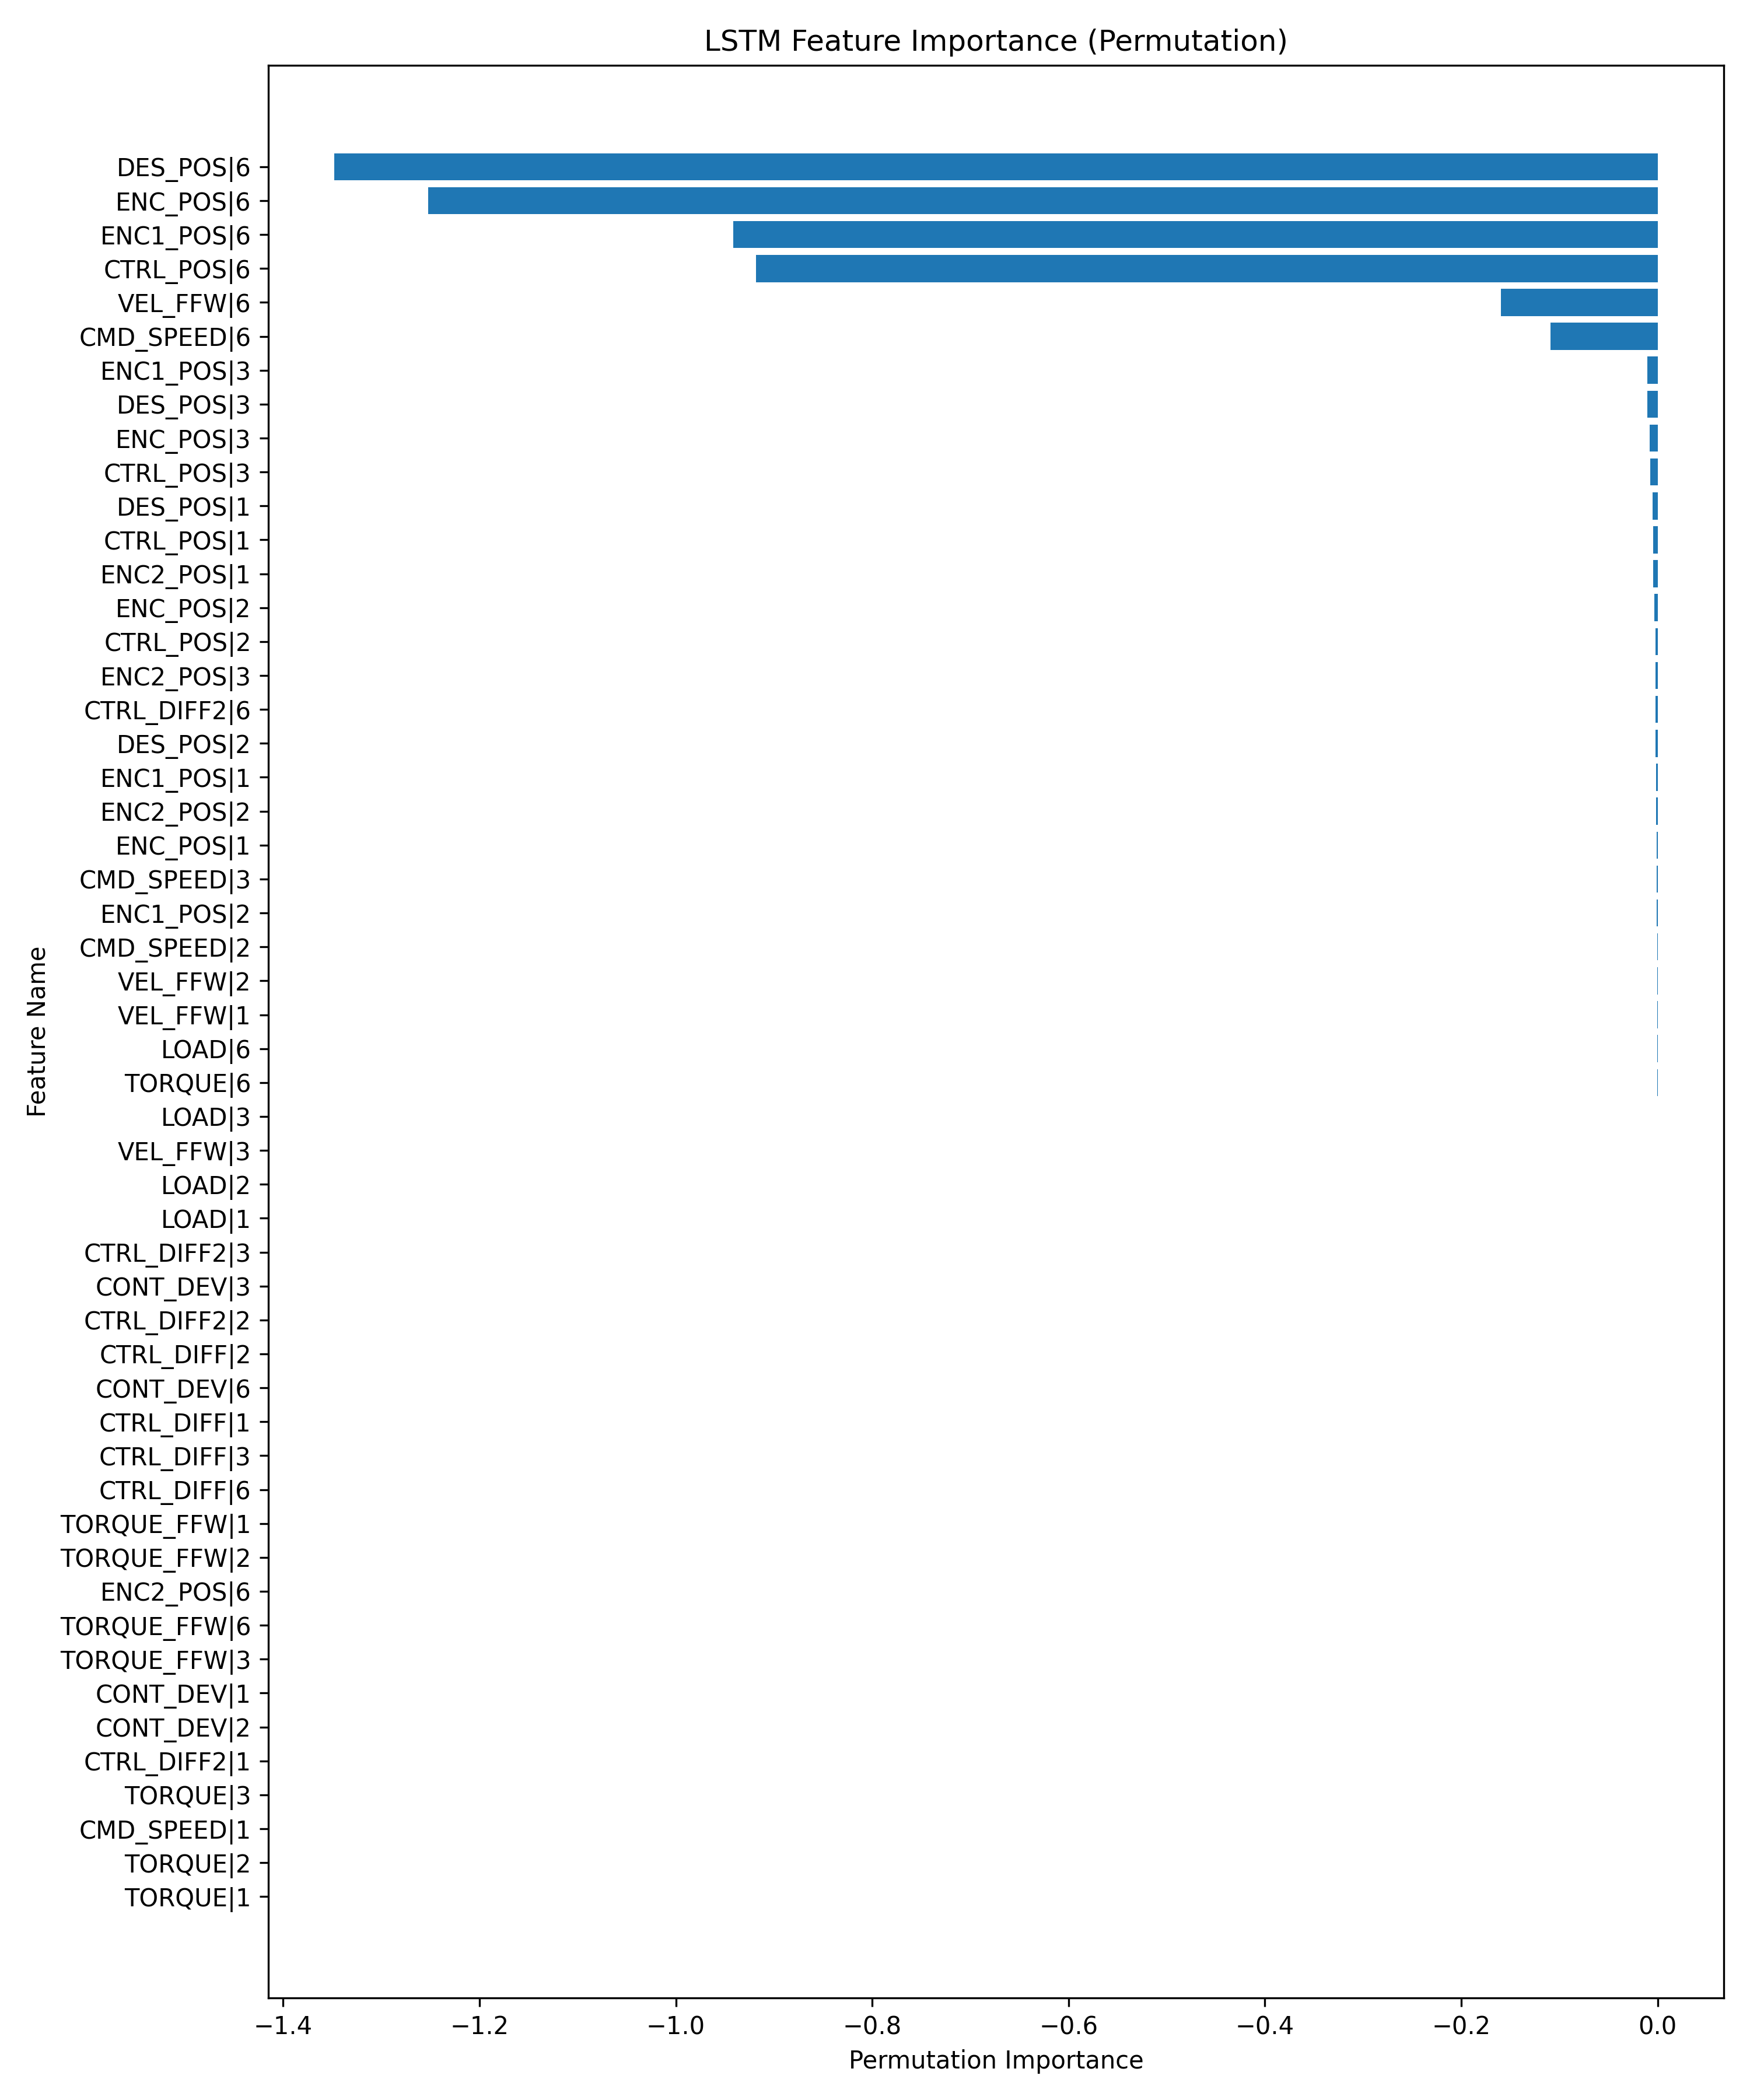 LSTM Feature Importance (Permutation)
DES_POS|6
ENC_POS|6
ENC1_POS|6
CTRL_POS|6
VEL_FFW|6
CMD_SPEED|6
ENC1_POS|3
DES_POS|3
ENC_POS|3
CTRL_POS|3
DES_POS|1
CTRL_POS|1
ENC2_POS|1
ENC_POS|2
CTRL_POS|2
ENC2_POS|3
CTRL_DIFF2|6
DES_POS|2
ENC1_POS|1
ENC2_POS|2
ENC_POS|1
CMD_SPEED|3
ENC1_POS|2
CMD_SPEED|2
VEL_FFW|2
VEL_FFW|1
LOAD|6
TORQUE|6
LOAD|3
VEL_FFW|3
LOAD|2
LOAD|1
CTRL_DIFF2|3
CONT_DEV|3
CTRL_DIFF2|2
CTRL_DIFF|2
CONT_DEV|6
CTRL_DIFF|1
CTRL_DIFF|3
CTRL_DIFF|6
TORQUE_FFW|1
TORQUE_FFW|2
ENC2_POS|6
TORQUE_FFW|6
TORQUE_FFW|3
CONT_DEV|1
CONT_DEV|2
CTRL_DIFF2|1
TORQUE|3
CMD_SPEED|1
TORQUE|2
TORQUE|1
Feature Name
−1.4 −1.2 −1.0 −0.8 −0.6 −0.4 −0.2 0.0
Permutation Importance